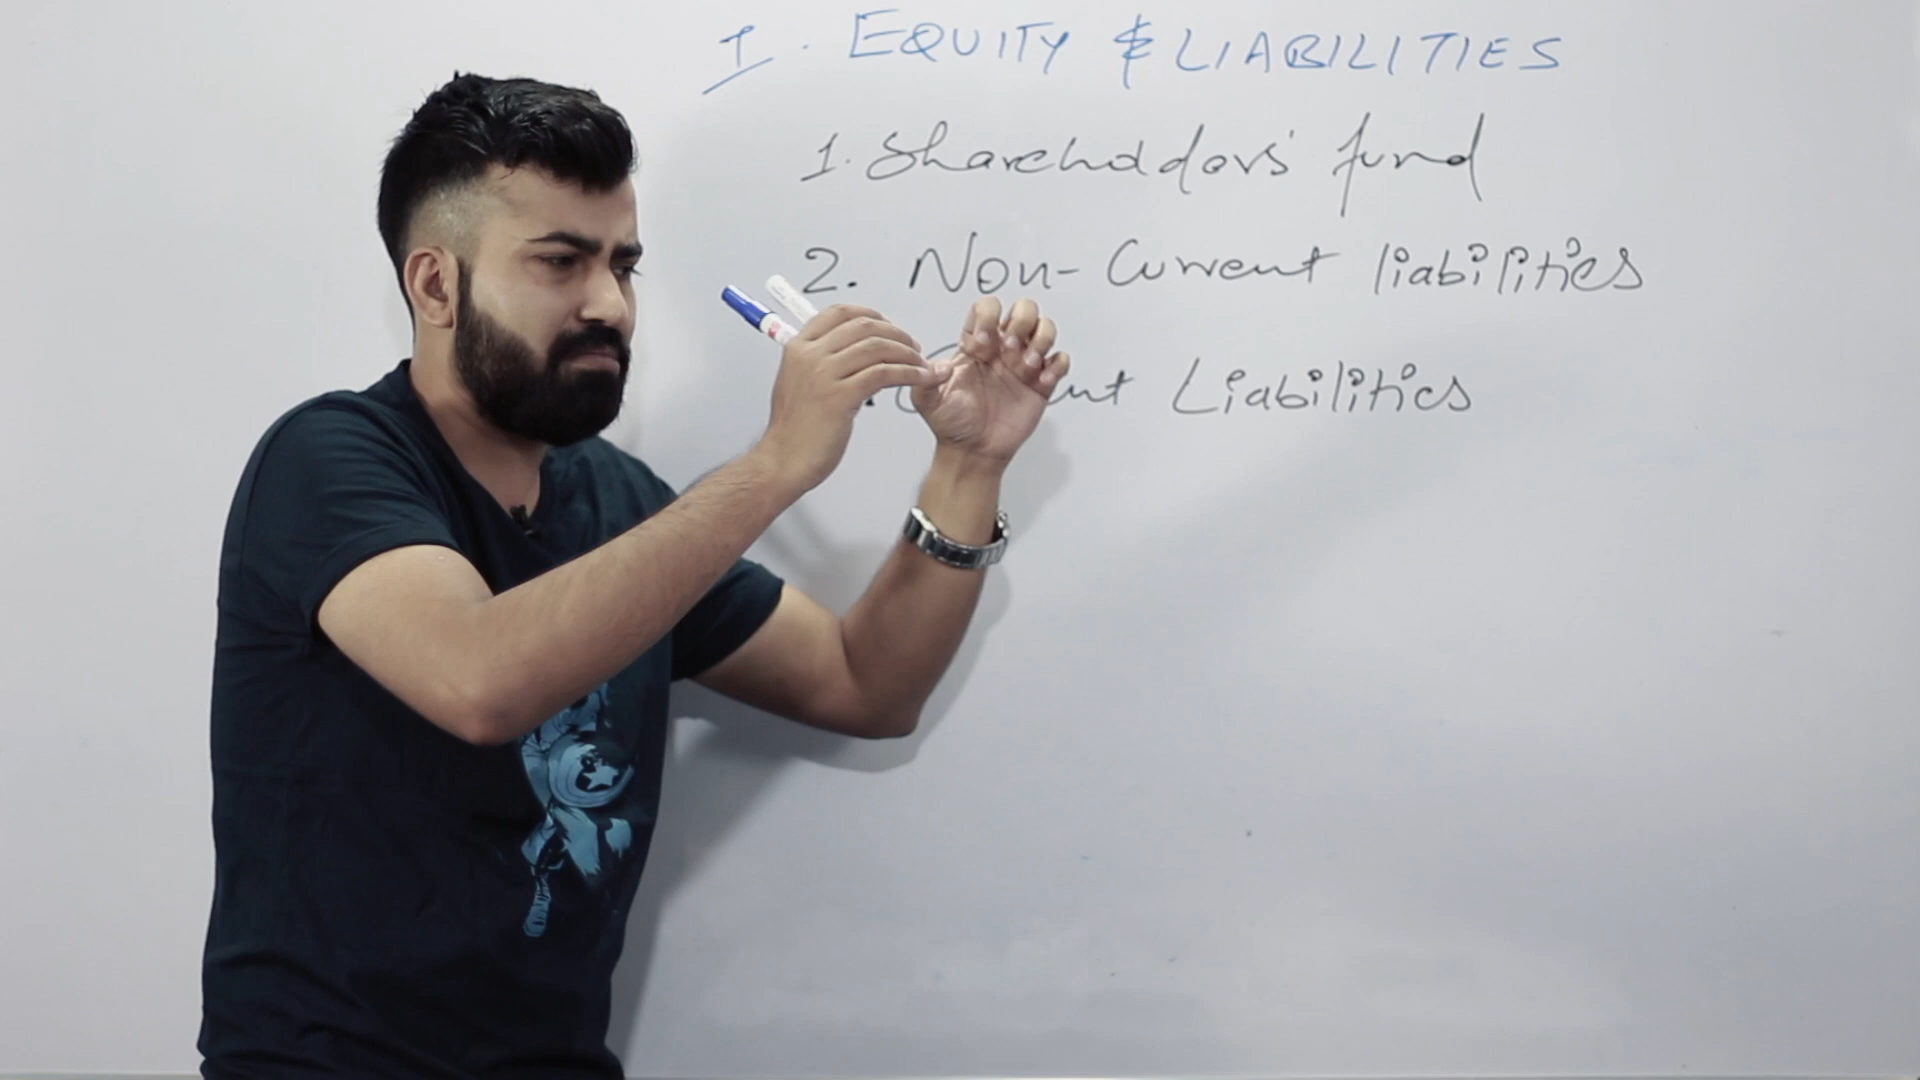 I. EQUITY & LIABILITIES
1. Shareholders' fund
2. Non-Current liabilities
Liabilities